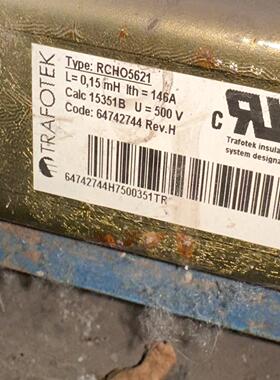 TRAFOTEK
Type: RCHO5621
L= 0,15 mH Ith = 146A
Calc 15351B U = 500 V
Code: 64742744 Rev.H
64742744H7500351TR
c RU
Trafotek insula
system designa